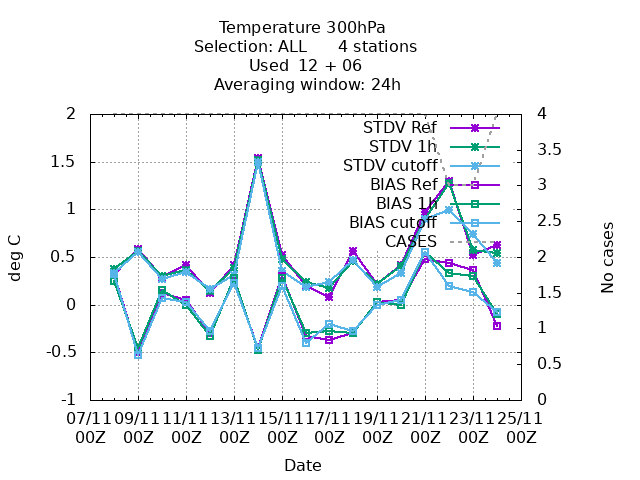 Temperature 300hPa
Selection: ALL      4 stations
Used  12 + 06
Averaging window: 24h
STDV Ref
STDV 1h
STDV cutoff
BIAS Ref
BIAS 1h
BIAS cutoff
CASES
deg C
2
1.5
1
0.5
0
-0.5
-1
4
3.5
3
2.5
2
1.5
1
0.5
0
No cases
07/11 09/11 11/11 13/11 15/11 17/11 19/11 21/11 23/11 25/11
00Z 00Z 00Z 00Z 00Z 00Z 00Z 00Z 00Z 00Z
Date